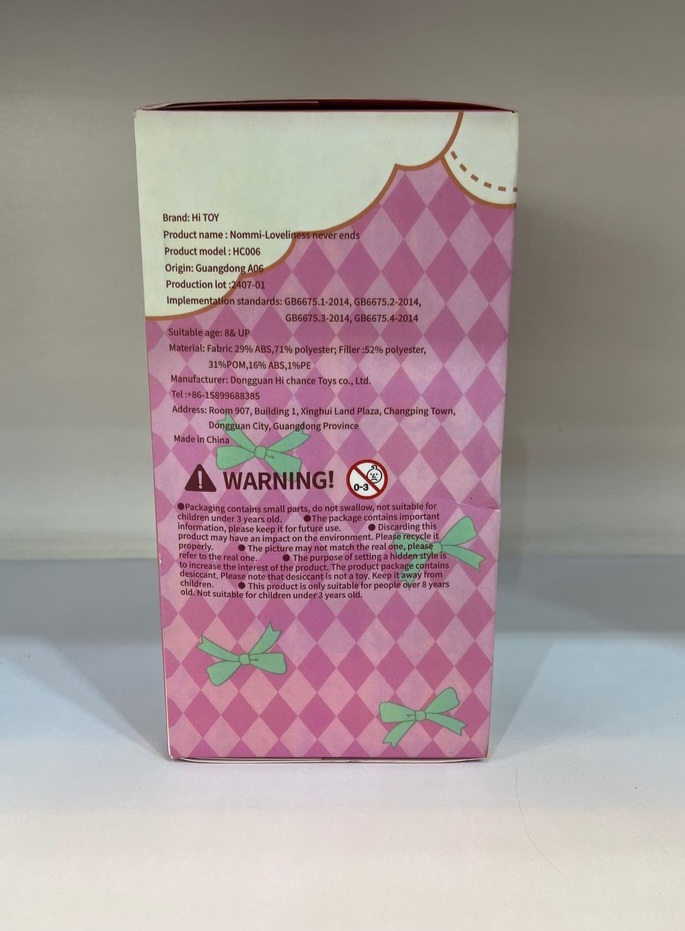 Brand: Hi TOY
Product name : Nommi-Loveliness never ends
Product model : HC006
Origin: Guangdong A06
Production lot :2407-01
Implementation standards: GB6675.1-2014, GB6675.2-2014,
GB6675.3-2014, GB6675.4-2014
Suitable age: 8& UP
Material: Fabric 29% ABS,71% polyester; Filler :52% polyester,
31%POM,16% ABS,1%PE
Manufacturer: Dongguan Hi chance Toys co., Ltd.
Tel :+86-15899688385
Address: Room 907, Building 1, Xinghui Land Plaza, Changping Town,
Dongguan City, Guangdong Province
Made in China
WARNING! 0-3
●Packaging contains small parts, do not swallow, not suitable for
children under 3 years old. ●The package contains important
information, please keep it for future use. ● Discarding this
product may have an impact on the environment. Please recycle it
properly. ● The picture may not match the real one, please
refer to the real one. ● The purpose of setting a hidden style is
to increase the interest of the product. The product package contains
desiccant, Please note that desiccant is not a toy. Keep it away from
children. ● This product is only suitable for people over 8 years
old. Not suitable for children under 3 years old.